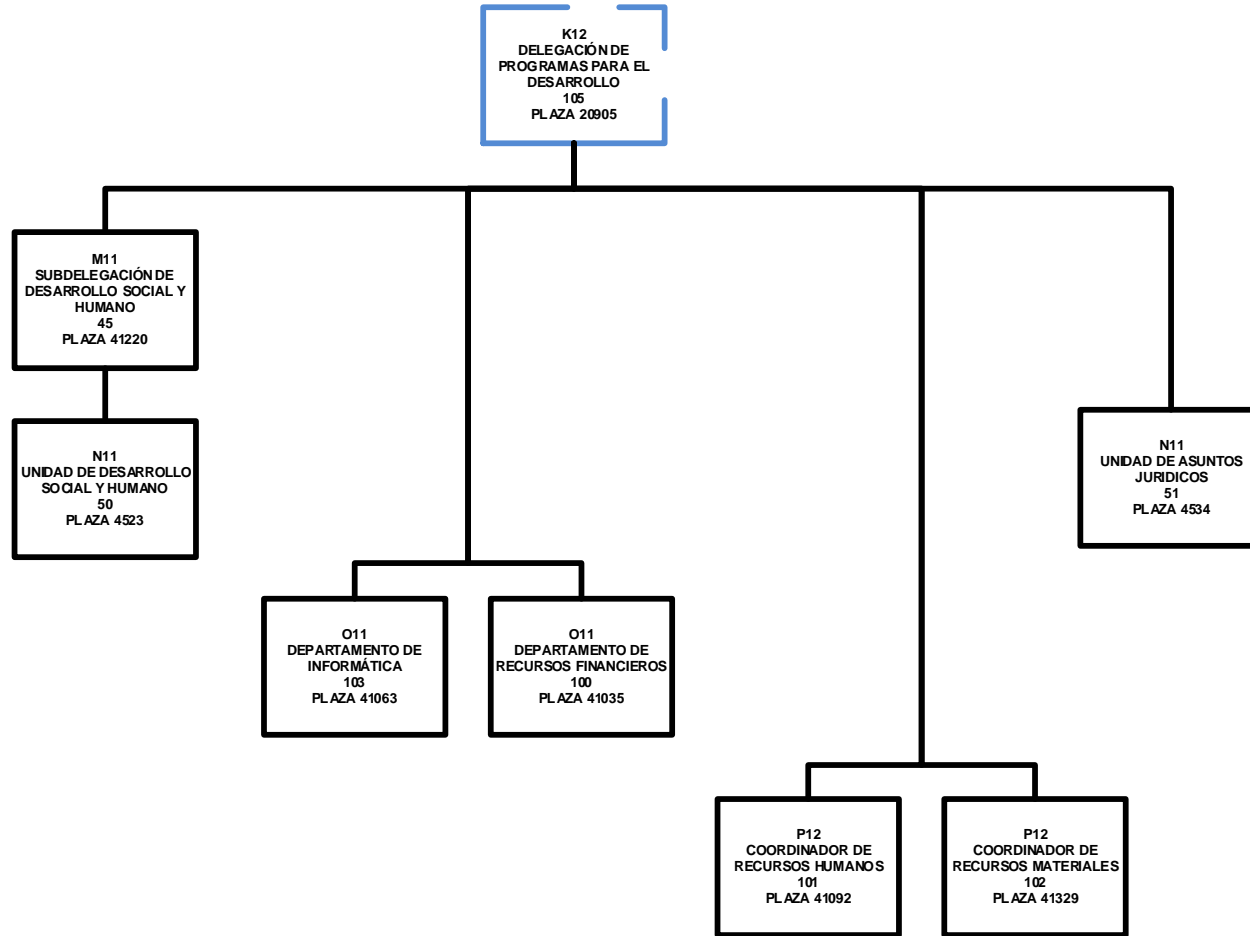 K12
DELEGACIÓN DE
PROGRAMAS PARA EL
DESARROLLO
105
PLAZA 20905
M11
SUBDELEGACIÓN DE
DESARROLLO SOCIAL Y
HUMANO
45
PLAZA 41220
N11
UNIDAD DE DESARROLLO
SOCIAL Y HUMANO
50
PLAZA 4523
N11
UNIDAD DE ASUNTOS
JURIDICOS
51
PLAZA 4534
O11
DEPARTAMENTO DE
INFORMÁTICA
103
PLAZA 41063
O11
DEPARTAMENTO DE
RECURSOS FINANCIEROS
100
PLAZA 41035
P12
COORDINADOR DE
RECURSOS HUMANOS
101
PLAZA 41092
P12
COORDINADOR DE
RECURSOS MATERIALES
102
PLAZA 41329